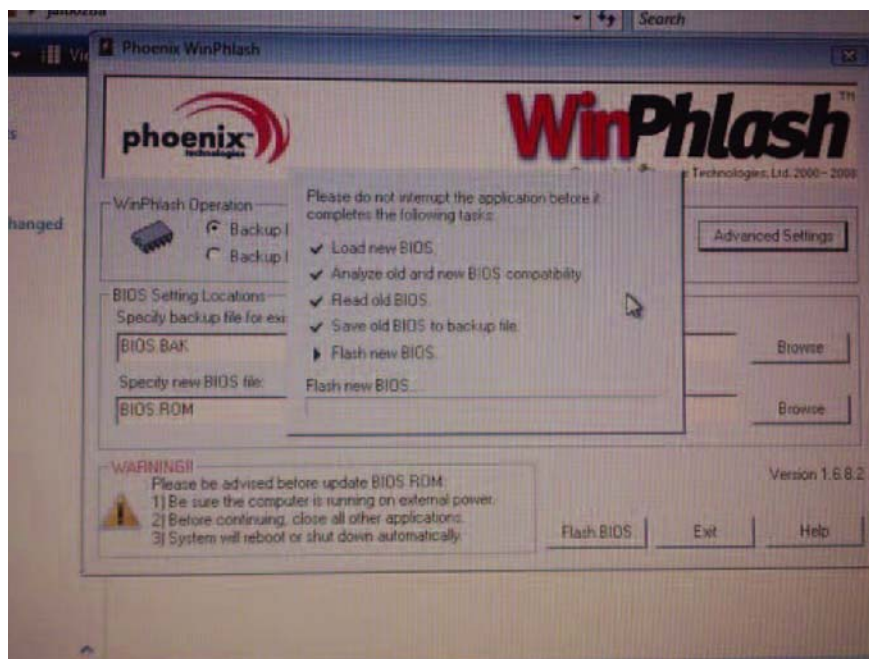 Search
Phoenix WinPhlash
phoenix
technologies
WinPhlash™
Technologies, Ltd. 2000-2008
hanged
WinPhlash Operation
Backup
Backup
Advanced Settings
Please do not interrupt the application before it
completes the following tasks:
Load new BIOS.
Analyze old and new BIOS compatibility.
Read old BIOS.
Save old BIOS to backup file.
Flash new BIOS.
Flash new BIOS...
BIOS Setting Locations
Specify backup file for
BIOS.BAK
Browse
Specify new BIOS file:
BIOS.ROM
Browse
WARNING!!
Please be advised before update BIOS ROM:
1) Be sure the computer is running on external power.
2) Before continuing, close all other applications.
3) System will reboot or shut down automatically.
Version 1.6.8.2
Flash BIOS
Exit
Help